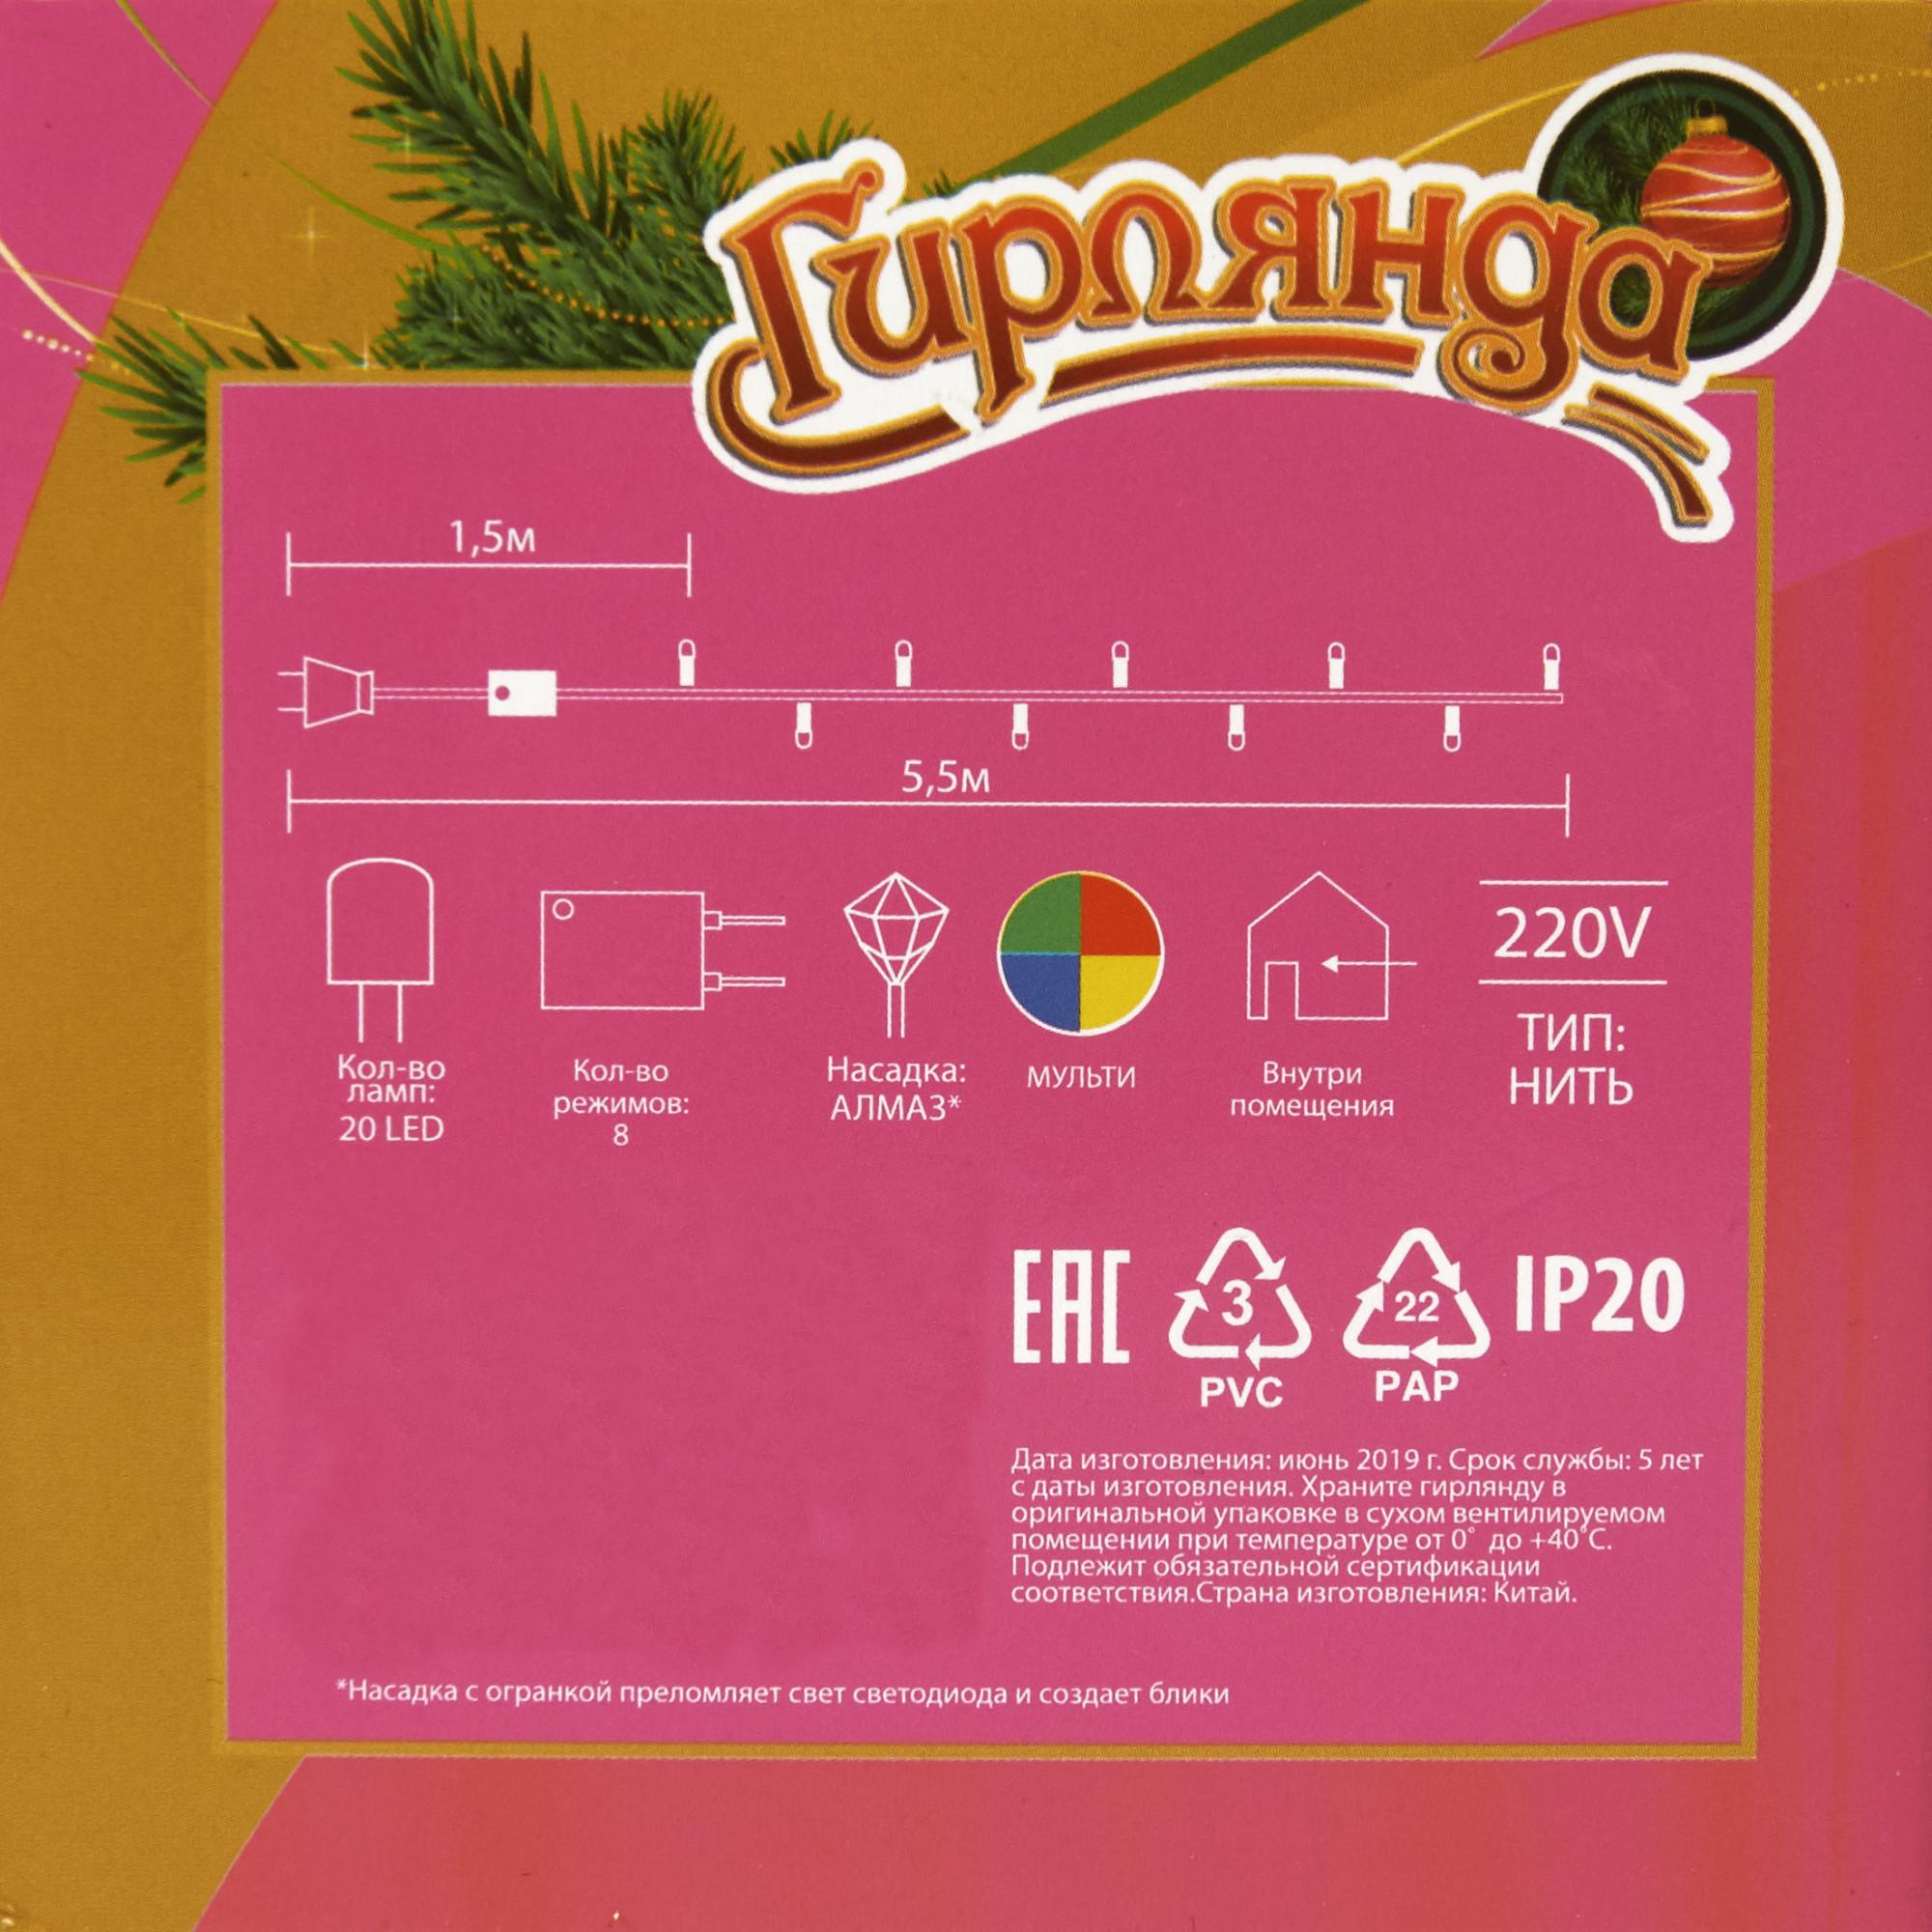 Гирлянда
1,5м
5,5м
Кол-во
ламп:
20 LED
Кол-во
режимов:
8
Насадка:
АЛМАЗ*
МУЛЬТИ
Внутри
помещения
220V
ТИП:
НИТЬ
EAC
3
PVC
22
PAP
IP20
Дата изготовления: июнь 2019 г. Срок службы: 5 лет
с даты изготовления. Храните гирлянду в
оригинальной упаковке в сухом вентилируемом
помещении при температуре от 0° до +40°С.
Подлежит обязательной сертификации
соответствия.Страна изготовления: Китай.
*Насадка с огранкой преломляет свет светодиода и создает блики